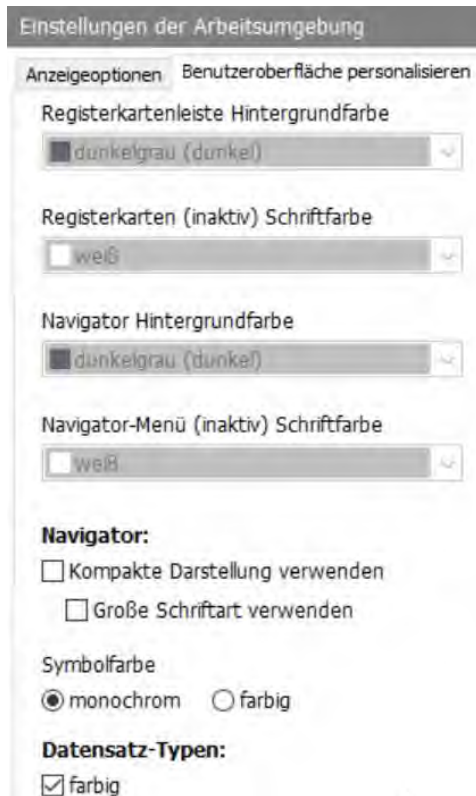 Einstellungen der Arbeitsumgebung
Anzeigeoptionen Benutzeroberfläche personalisieren
Registerkartenleiste Hintergrundfarbe
dunkelgrau (dunkel)
Registerkarten (inaktiv) Schriftfarbe
weiß
Navigator Hintergrundfarbe
dunkelgrau (dunkel)
Navigator-Menü (inaktiv) Schriftfarbe
weiß
Navigator:
Kompakte Darstellung verwenden
Große Schriftart verwenden
Symbolfarbe
monochrom farbig
Datensatz-Typen:
farbig